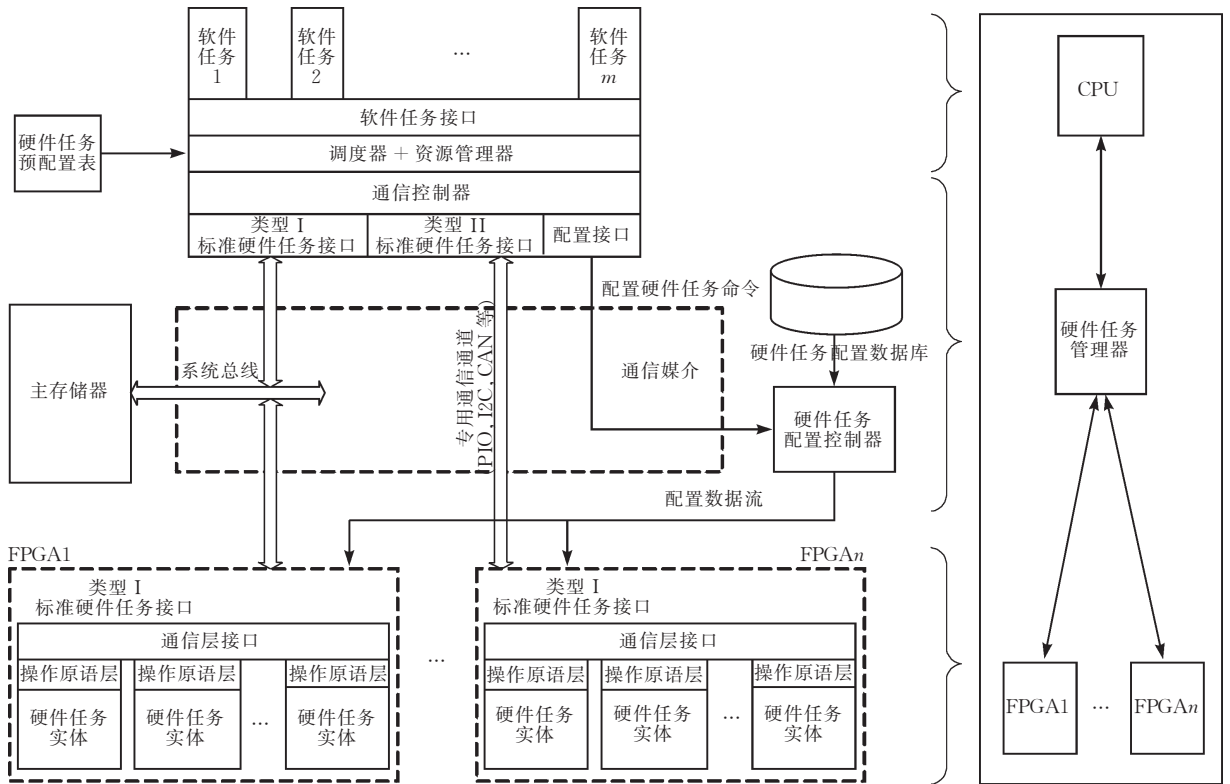 软件
任务
1
软件
任务
2
...
软件
任务
m
软件任务接口
硬件任务
预配置表
调度器 + 资源管理器
通信控制器
类型 I
标准硬件任务接口
类型 II
标准硬件任务接口
配置接口
配置硬件任务命令
主存储器
系统总线
专用通信通道
(PIO, I2C, CAN 等)
通信媒介
硬件任务配置数据库
硬件任务
配置控制器
配置数据流
FPGA1
类型 I
标准硬件任务接口
通信层接口
操作原语层
操作原语层
操作原语层
硬件任务
实体
硬件任务
实体
...
硬件任务
实体
...
FPGAn
类型 I
标准硬件任务接口
通信层接口
操作原语层
操作原语层
操作原语层
硬件任务
实体
硬件任务
实体
...
硬件任务
实体
CPU
硬件任务
管理器
FPGA1
...
FPGAn